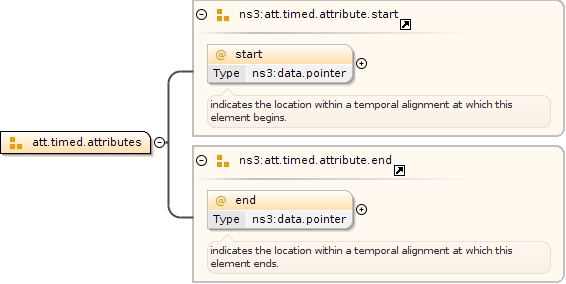 ns3:att.timed.attribute.start
@ start
Type ns3:data.pointer
indicates the location within a temporal alignment at which this
element begins.
att.timed.attributes
ns3:att.timed.attribute.end
@ end
Type ns3:data.pointer
indicates the location within a temporal alignment at which this
element ends.